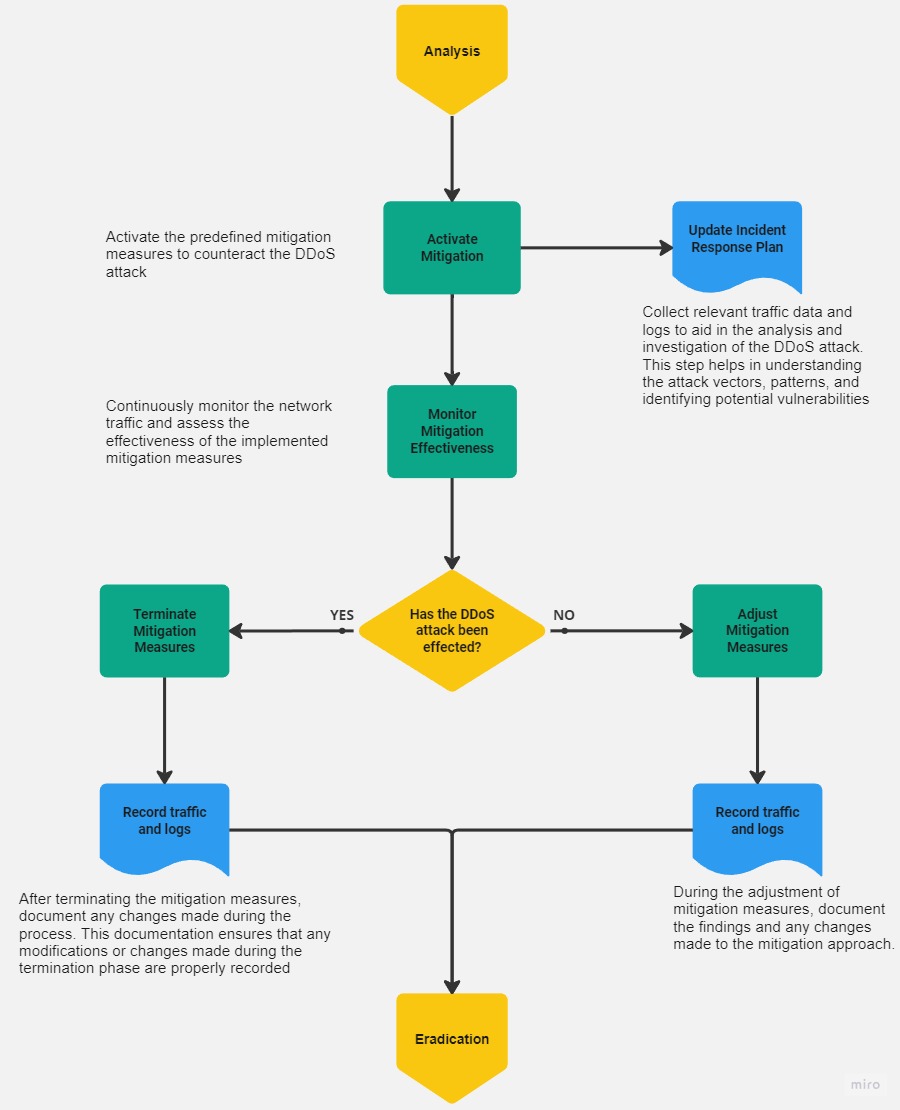 Analysis
Activate the predefined mitigation
measures to counteract the DDoS
attack
Activate
Mitigation
Update Incident
Response Plan
Collect relevant traffic data and
logs to aid in the analysis and
investigation of the DDoS attack.
This step helps in understanding
the attack vectors, patterns, and
identifying potential vulnerabilities
Continuously monitor the network
traffic and assess the
effectiveness of the implemented
mitigation measures
Monitor
Mitigation
Effectiveness
Terminate
Mitigation
Measures
YES
Has the DDoS
attack been
effected?
NO
Adjust
Mitigation
Measures
Record traffic
and logs
Record traffic
and logs
After terminating the mitigation measures,
document any changes made during the
process. This documentation ensures that any
modifications or changes made during the
termination phase are properly recorded
During the adjustment of
mitigation measures, document
the findings and any changes
made to the mitigation approach.
Eradication
miro